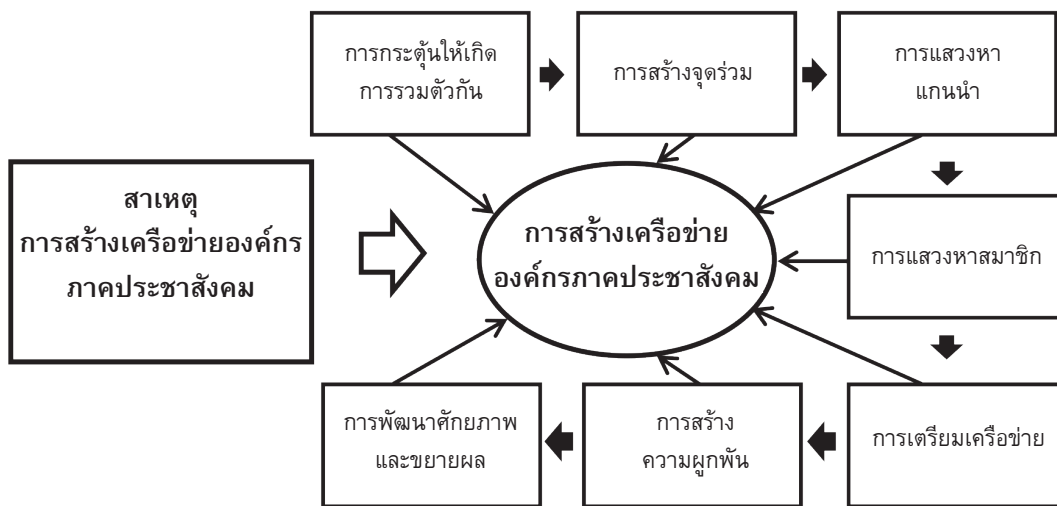 การกระตุ้นให้เกิด
การรวมตัวกัน
การสร้างจุดร่วม
การแสวงหา
แกนนำ
สาเหตุ
การสร้างเครือข่ายองค์กร
ภาคประชาสังคม
การสร้างเครือข่าย
องค์กรภาคประชาสังคม
การแสวงหาสมาชิก
การพัฒนาศักยภาพ
และขยายผล
การสร้าง
ความผูกพัน
การเตรียมเครือข่าย